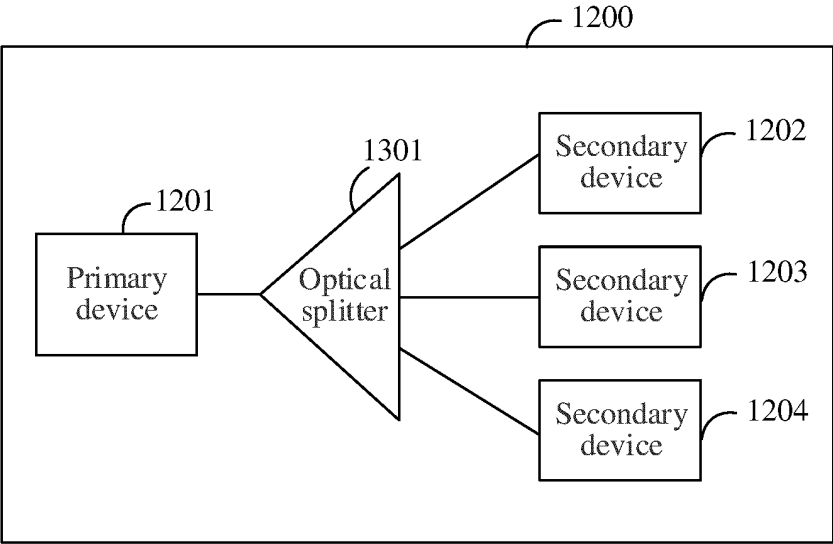 1200
1202
Secondary
device
1301
1201
Primary
device
Optical
splitter
1203
Secondary
device
1204
Secondary
device